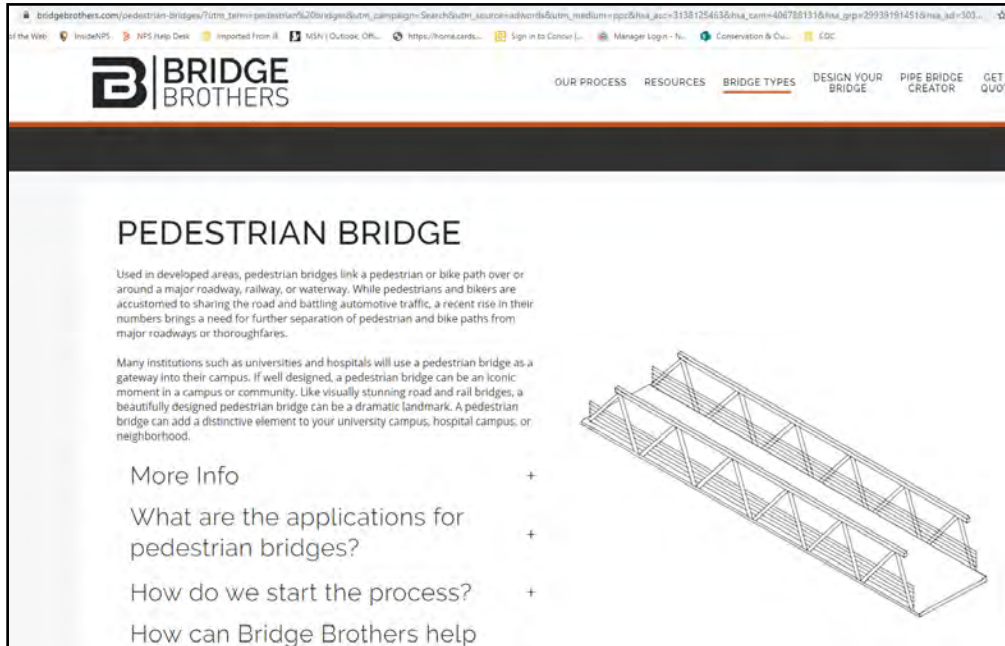 bridgebrothers.com/pedestrian-bridges/?utm_term=pedestrian%20bridges&utm_campaign=Search&utm_source=adwords&utm_medium=ppc&hsa_acc=3138125463&hsa_cam=406788131&hsa_grp=29939191451&hsa_ad=303...
of the Web InsideNPS NPS Help Desk Imported From IE MSN | Outlook, Offi... https://home.cards... Sign in to Concur |... Manager Login - N... Conservation & Ou... CDC
BRIDGE
BROTHERS
OUR PROCESS RESOURCES BRIDGE TYPES DESIGN YOUR BRIDGE PIPE BRIDGE CREATOR GET
PEDESTRIAN BRIDGE
Used in developed areas, pedestrian bridges link a pedestrian or bike path over or
around a major roadway, railway, or waterway. While pedestrians and bikers are
accustomed to sharing the road and battling automotive traffic, a recent rise in their
numbers brings a need for further separation of pedestrian and bike paths from
major roadways or thoroughfares.
Many institutions such as universities and hospitals will use a pedestrian bridge as a
gateway into their campus. If well designed, a pedestrian bridge can be an iconic
moment in a campus or community. Like visually stunning road and rail bridges, a
beautifully designed pedestrian bridge can be a dramatic landmark. A pedestrian
bridge can add a distinctive element to your university campus, hospital campus, or
neighborhood.
More Info +
What are the applications for
pedestrian bridges? +
How do we start the process? +
How can Bridge Brothers help